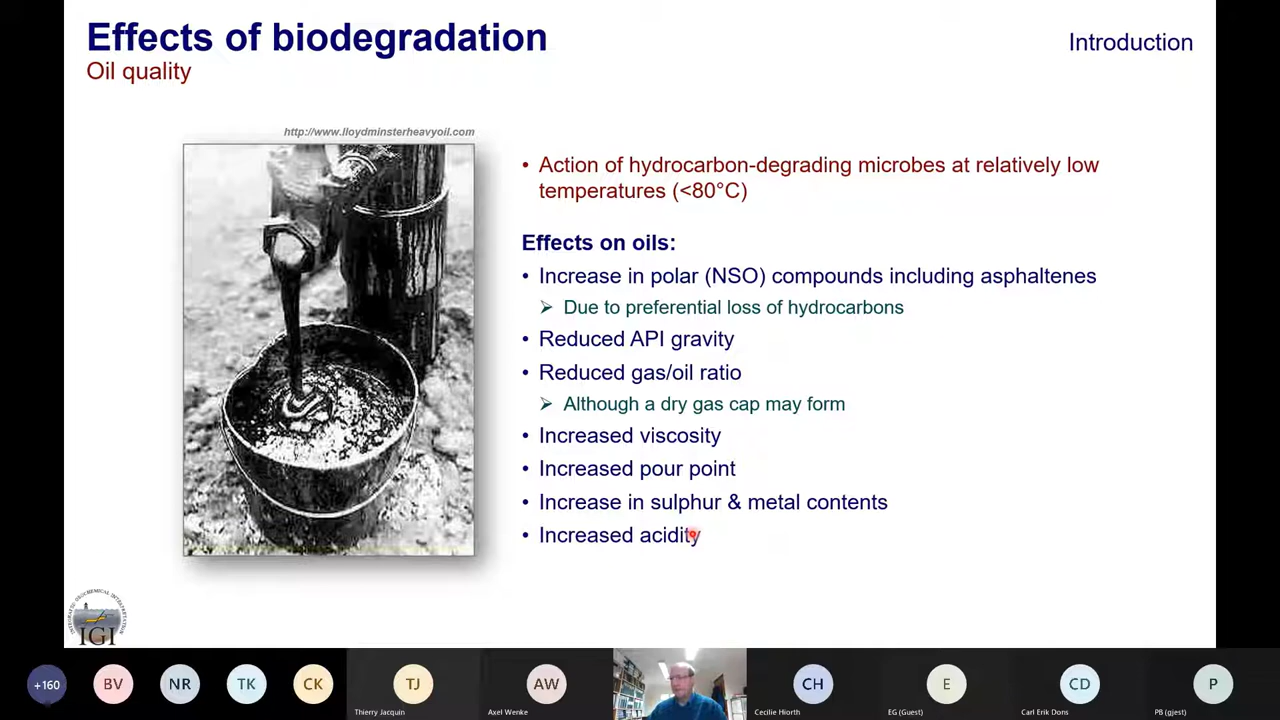 Effects of biodegradation
Introduction
Oil quality
http://www.lloydminsterheavyoil.com
• Action of hydrocarbon-degrading microbes at relatively low
temperatures (<80°C)
Effects on oils:
• Increase in polar (NSO) compounds including asphaltenes
➢ Due to preferential loss of hydrocarbons
• Reduced API gravity
• Reduced gas/oil ratio
➢ Although a dry gas cap may form
• Increased viscosity
• Increased pour point
• Increase in sulphur & metal contents
• Increased acidity
INTEGRATED GEOCHEMICAL INTERPRETATION
IGI
+160
BV
NR
TK
CK
TJ
AW
CH
E
CD
P
Thierry Jacquin
Axel Wenke
Cecilie Hiorth
EG (Guest)
Carl Erik Dons
PB (gjest)